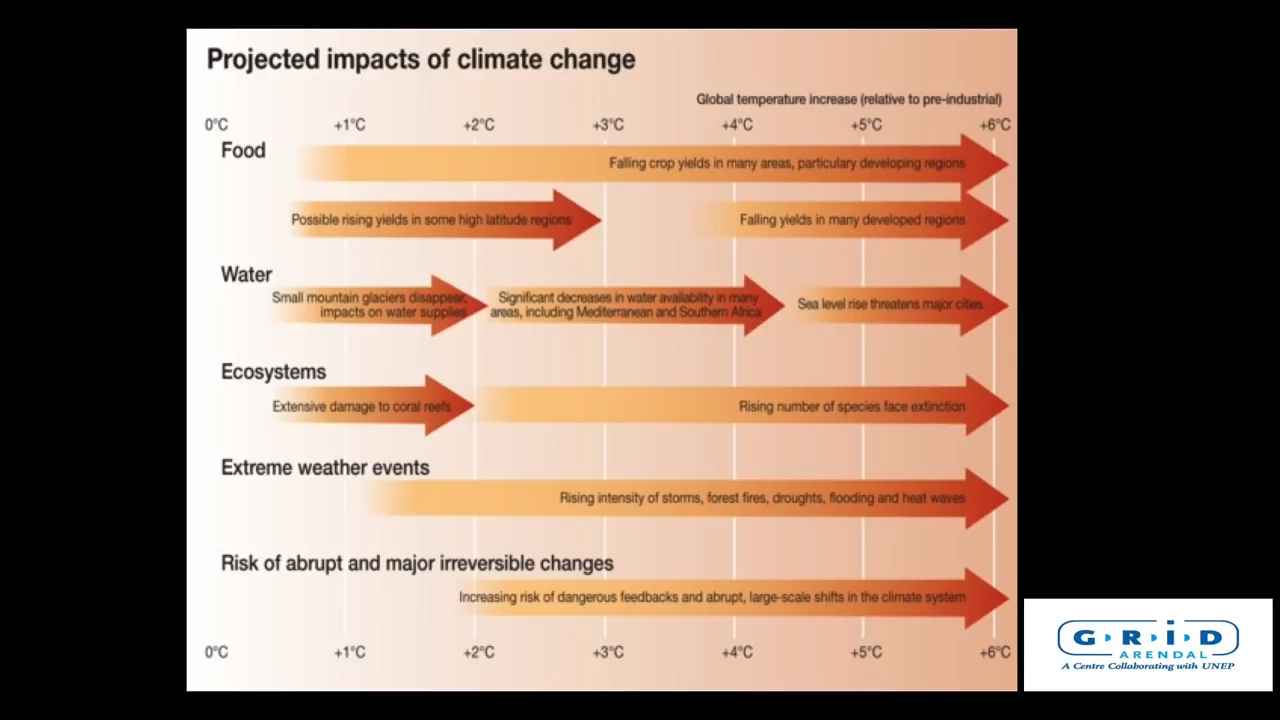 Projected impacts of climate change
Global temperature increase (relative to pre-industrial)
0°C +1°C +2°C +3°C +4°C +5°C +6°C
Food
Falling crop yields in many areas, particulary developing regions
Possible rising yields in some high latitude regions
Falling yields in many developed regions
Water
Small mountain glaciers disappear,
impacts on water supplies
Significant decreases in water availability in many
areas, including Mediterranean and Southern Africa
Sea level rise threatens major cities
Ecosystems
Extensive damage to coral reefs
Rising number of species face extinction
Extreme weather events
Rising intensity of storms, forest fires, droughts, flooding and heat waves
Risk of abrupt and major irreversible changes
Increasing risk of dangerous feedbacks and abrupt, large-scale shifts in the climate system
0°C +1°C +2°C +3°C +4°C +5°C +6°C
GRiD
ARENDAL
A Centre Collaborating with UNEP